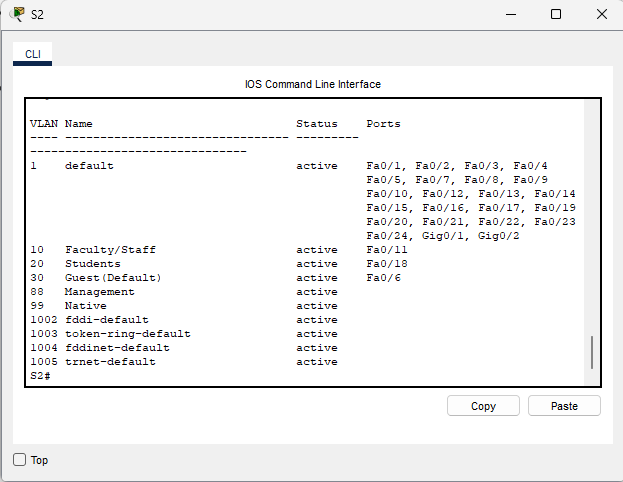 S2
CLI
IOS Command Line Interface
VLAN Name                             Status    Ports
---- -------------------------------- ---------
-------------------------------
1    default                          active    Fa0/1, Fa0/2, Fa0/3, Fa0/4
                                                Fa0/5, Fa0/7, Fa0/8, Fa0/9
                                                Fa0/10, Fa0/12, Fa0/13, Fa0/14
                                                Fa0/15, Fa0/16, Fa0/17, Fa0/19
                                                Fa0/20, Fa0/21, Fa0/22, Fa0/23
                                                Fa0/24, Gig0/1, Gig0/2
10   Faculty/Staff                    active    Fa0/11
20   Students                         active    Fa0/18
30   Guest(Default)                   active    Fa0/6
88   Management                       active
99   Native                           active
1002 fddi-default                     active
1003 token-ring-default               active
1004 fddinet-default                  active
1005 trnet-default                    active
S2#
Copy Paste
Top